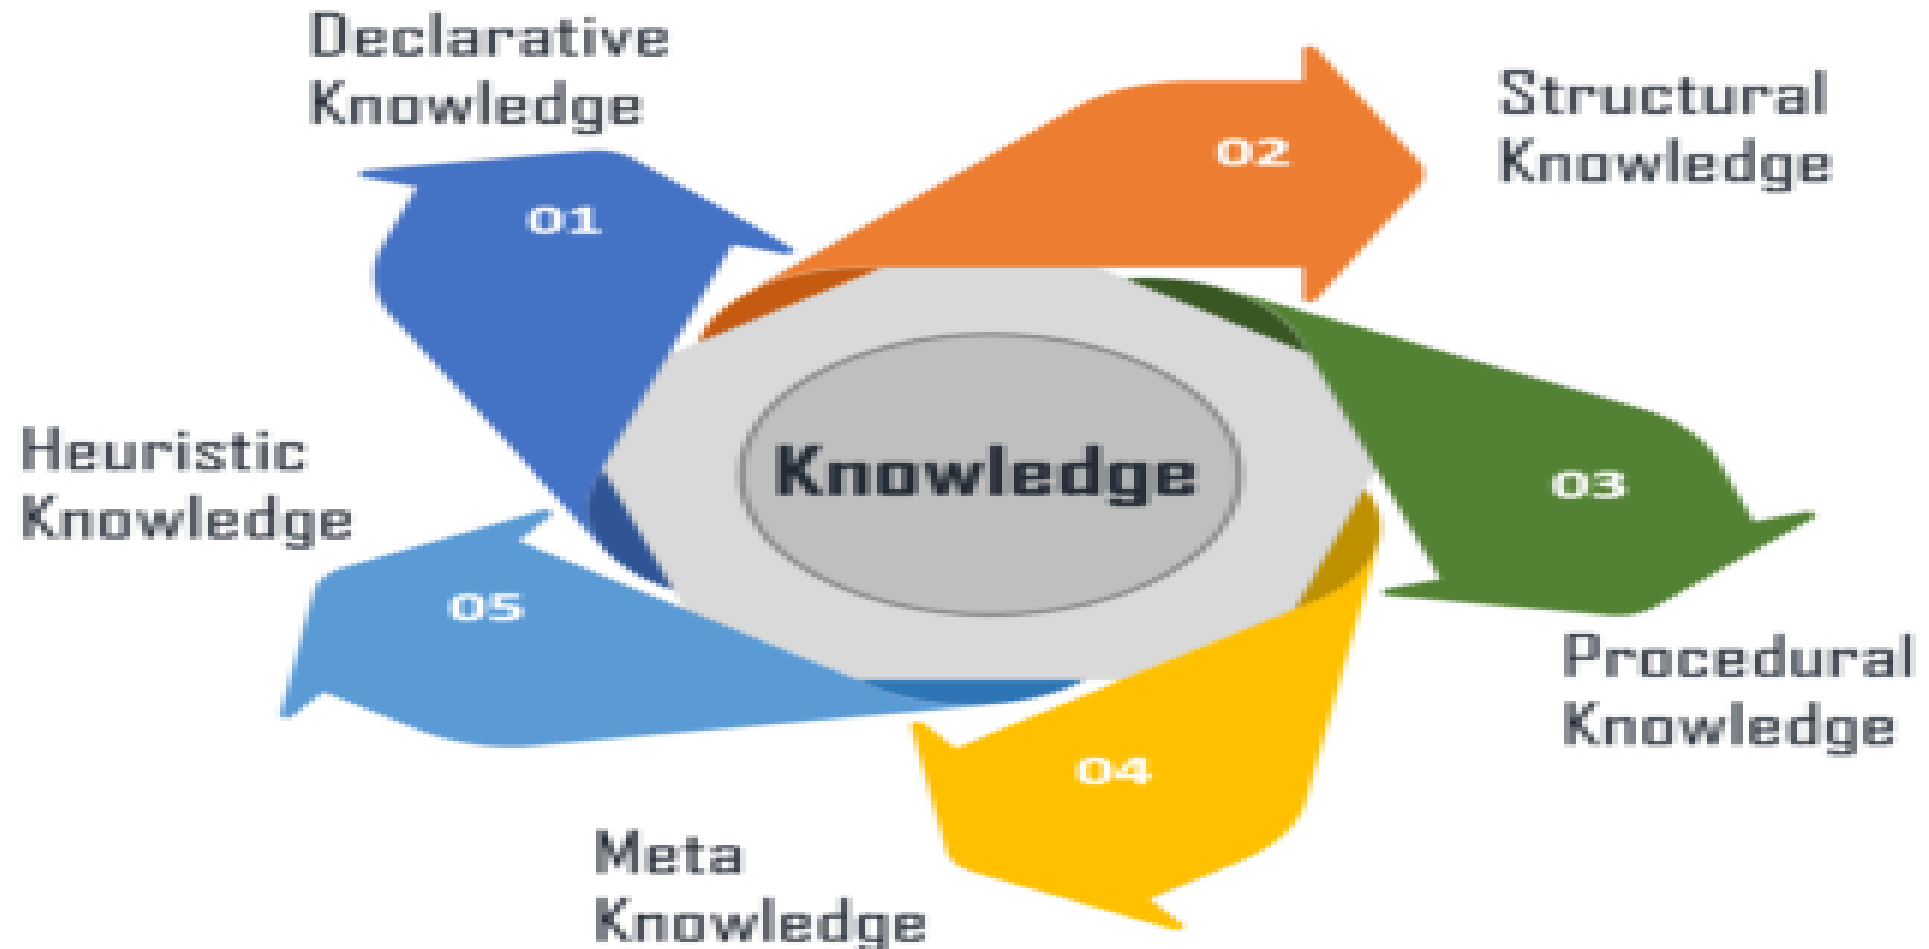 Declarative
Knowledge
01
02
Structural
Knowledge
Knowledge
03
Procedural
Knowledge
04
Meta
Knowledge
05
Heuristic
Knowledge